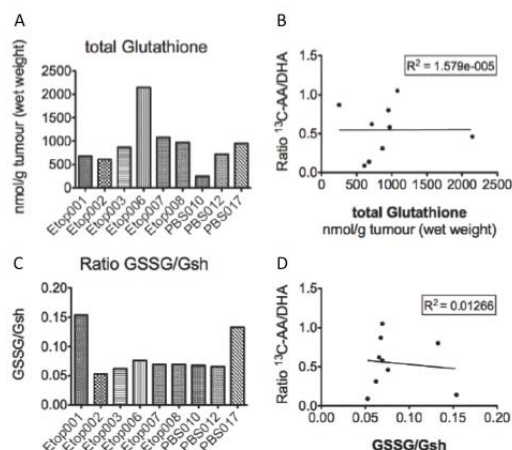 A
total Glutathione
nmol/g tumour (wet weight)
2500
2000
1500
1000
500
0
Etop001
Etop002
Etop003
Etop006
Etop007
Etop008
PBS010
PBS012
PBS017
B
Ratio ¹³C-AA/DHA
1.5
1.0
0.5
0.0
R² = 1.579e-005
0 500 1000 1500 2000 2500
total Glutathione
nmol/g tumour (wet weight)
C
Ratio GSSG/Gsh
GSSG/Gsh
0.20
0.15
0.10
0.05
0.00
Etop001
Etop002
Etop003
Etop006
Etop007
Etop008
PBS010
PBS012
PBS017
D
Ratio ¹³C-AA/DHA
1.5
1.0
0.5
0.0
R² = 0.01266
0.00 0.05 0.10 0.15 0.20
GSSG/Gsh